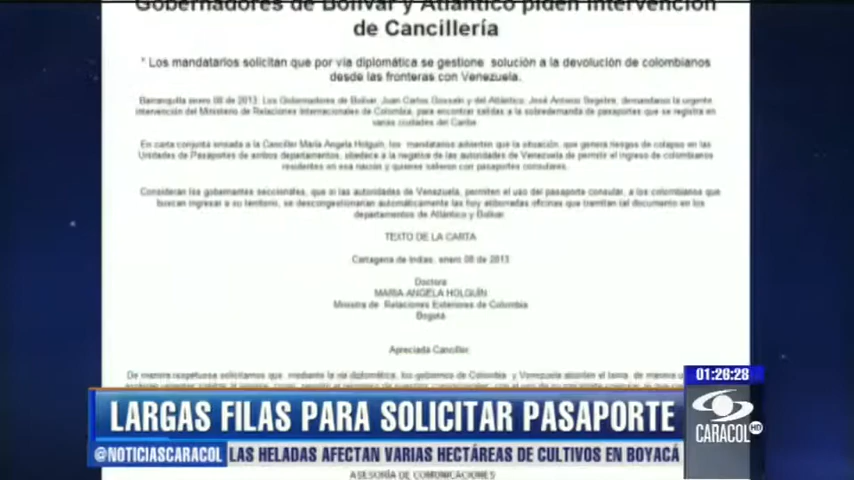 Gobernadores de Bolívar y Atlántico piden intervención
de Cancillería
* Los mandatarios solicitan que por vía diplomática se gestione solución a la devolución de colombianos
desde las fronteras con Venezuela.
Barranquilla enero 08 de 2013. Los Gobernadores de Bolívar, Juan Carlos Gossaín y del Atlántico, José Antonio Segebre, demandaron la urgente
intervención del Ministerio de Relaciones Internacionales de Colombia, para encontrar salidas a la sobredemanda de pasaportes que se registra en
varias ciudades del Caribe
En carta conjunta enviada a la Canciller María Angela Holguín, los mandatarios advierten que la situación, que genera riesgos de colapso en las
Unidades de Pasaportes de ambos departamentos, obedece a la negativa de las autoridades de Venezuela de permitir el ingreso de colombianos
residentes en esa nación y quienes salieron con pasaportes consulares.
Consideran los gobernantes seccionales, que si las autoridades de Venezuela, permiten el uso del pasaporte consular, a los colombianos que
buscan ingresar a su territorio, se descongestionarían automáticamente las hoy atiborradas oficinas que tramitan tal documento en los
departamentos de Atlántico y Bolívar.
TEXTO DE LA CARTA
Cartagena de Indias, enero 08 de 2013
Doctora
MARIA ANGELA HOLGUÍN
Ministra de Relaciones Exteriores de Colombia
Bogotá
Apreciada Canciller,
De manera respetuosa solicitamos que mediante la vía diplomática, los gobiernos de Colombia y Venezuela aborden el tema de manera
01:26:28
LARGAS FILAS PARA SOLICITAR PASAPORTE
CARACOL HD
@NOTICIASCARACOL LAS HELADAS AFECTAN VARIAS HECTÁREAS DE CULTIVOS EN BOYACÁ
ASESORÍA DE COMUNICACIONES